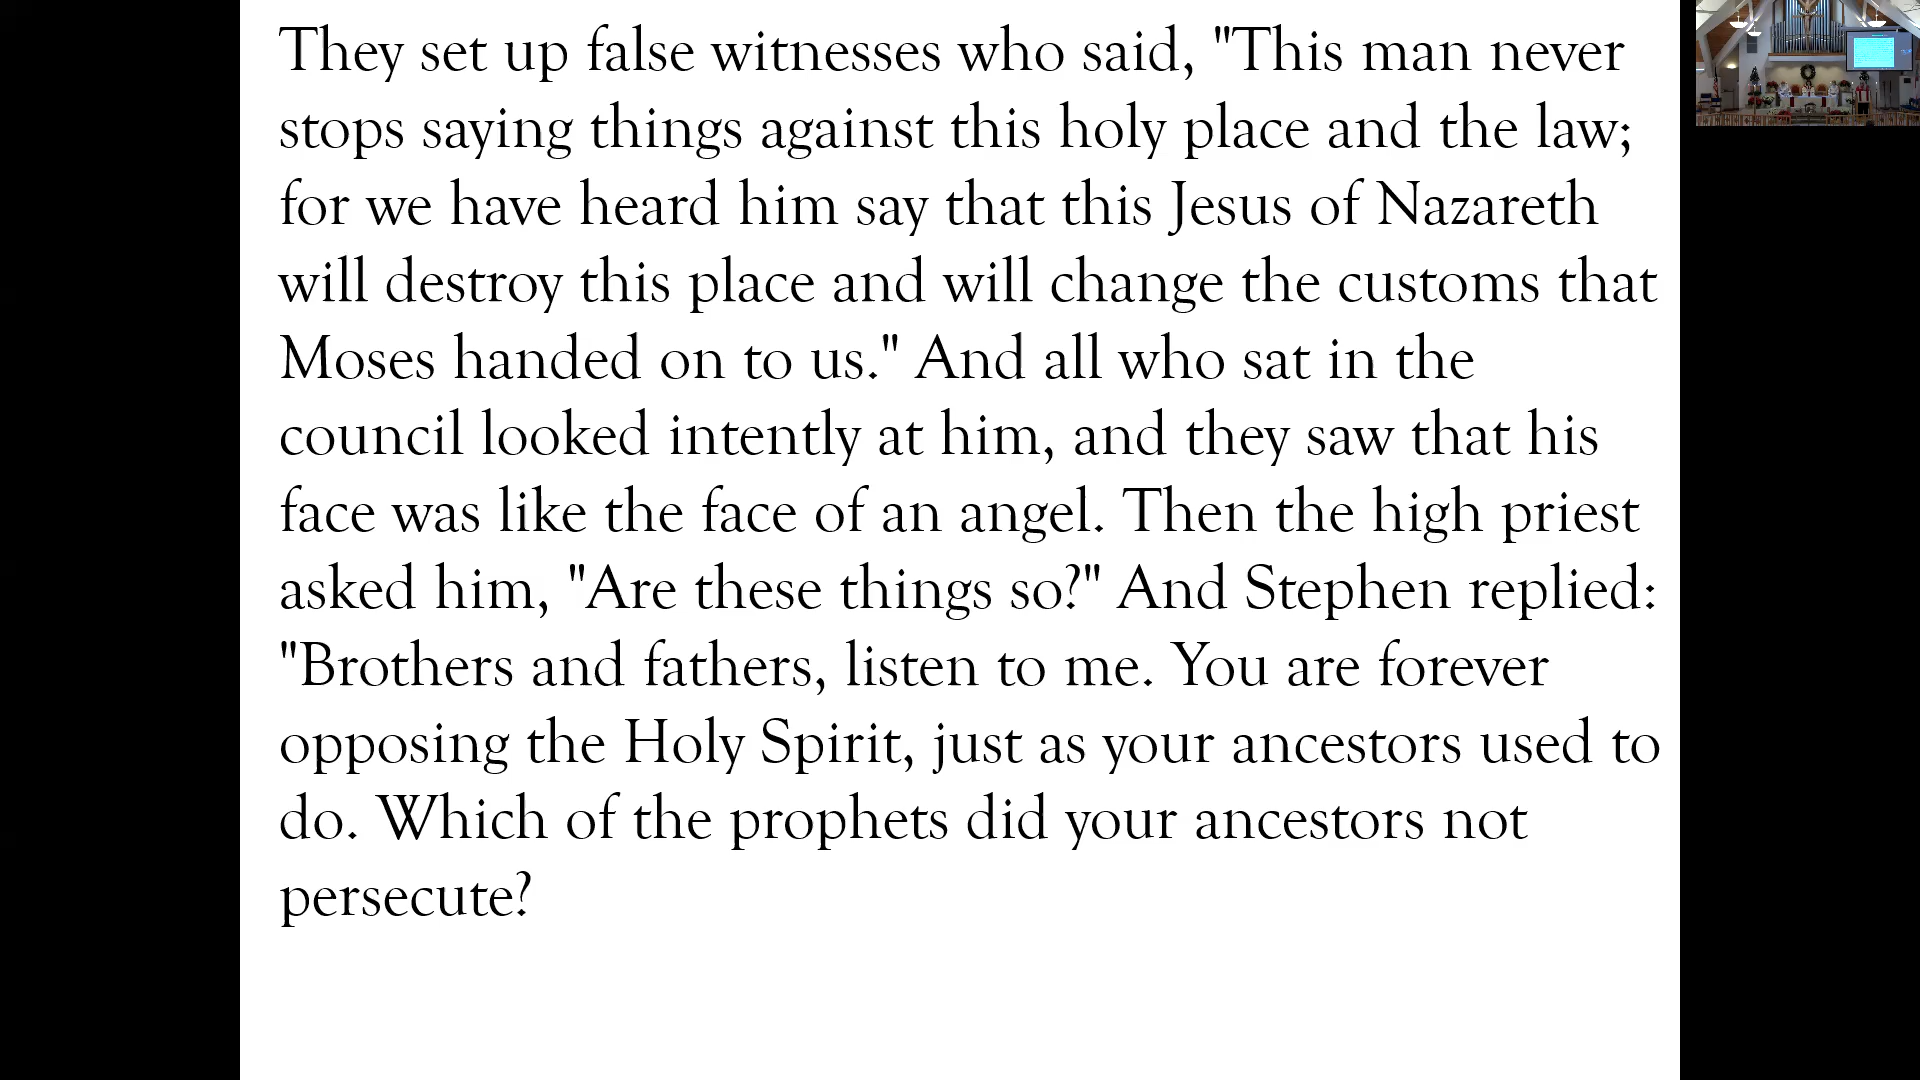 They set up false witnesses who said, "This man never
stops saying things against this holy place and the law;
for we have heard him say that this Jesus of Nazareth
will destroy this place and will change the customs that
Moses handed on to us." And all who sat in the
council looked intently at him, and they saw that his
face was like the face of an angel. Then the high priest
asked him, "Are these things so?" And Stephen replied:
"Brothers and fathers, listen to me. You are forever
opposing the Holy Spirit, just as your ancestors used to
do. Which of the prophets did your ancestors not
persecute?